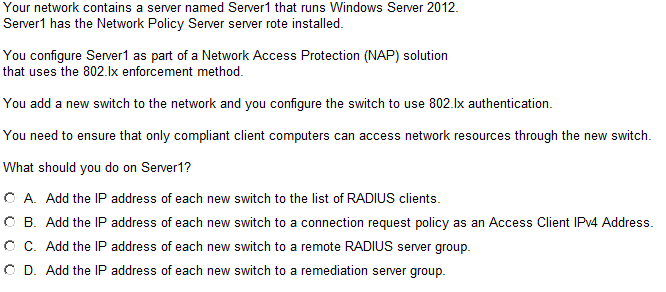 Your network contains a server named Server1 that runs Windows Server 2012.
Server1 has the Network Policy Server server rote installed.
You configure Server1 as part of a Network Access Protection (NAP) solution
that uses the 802.lx enforcement method.
You add a new switch to the network and you configure the switch to use 802.lx authentication.
You need to ensure that only compliant client computers can access network resources through the new switch.
What should you do on Server1?
A. Add the IP address of each new switch to the list of RADIUS clients.
B. Add the IP address of each new switch to a connection request policy as an Access Client IPv4 Address.
C. Add the IP address of each new switch to a remote RADIUS server group.
D. Add the IP address of each new switch to a remediation server group.